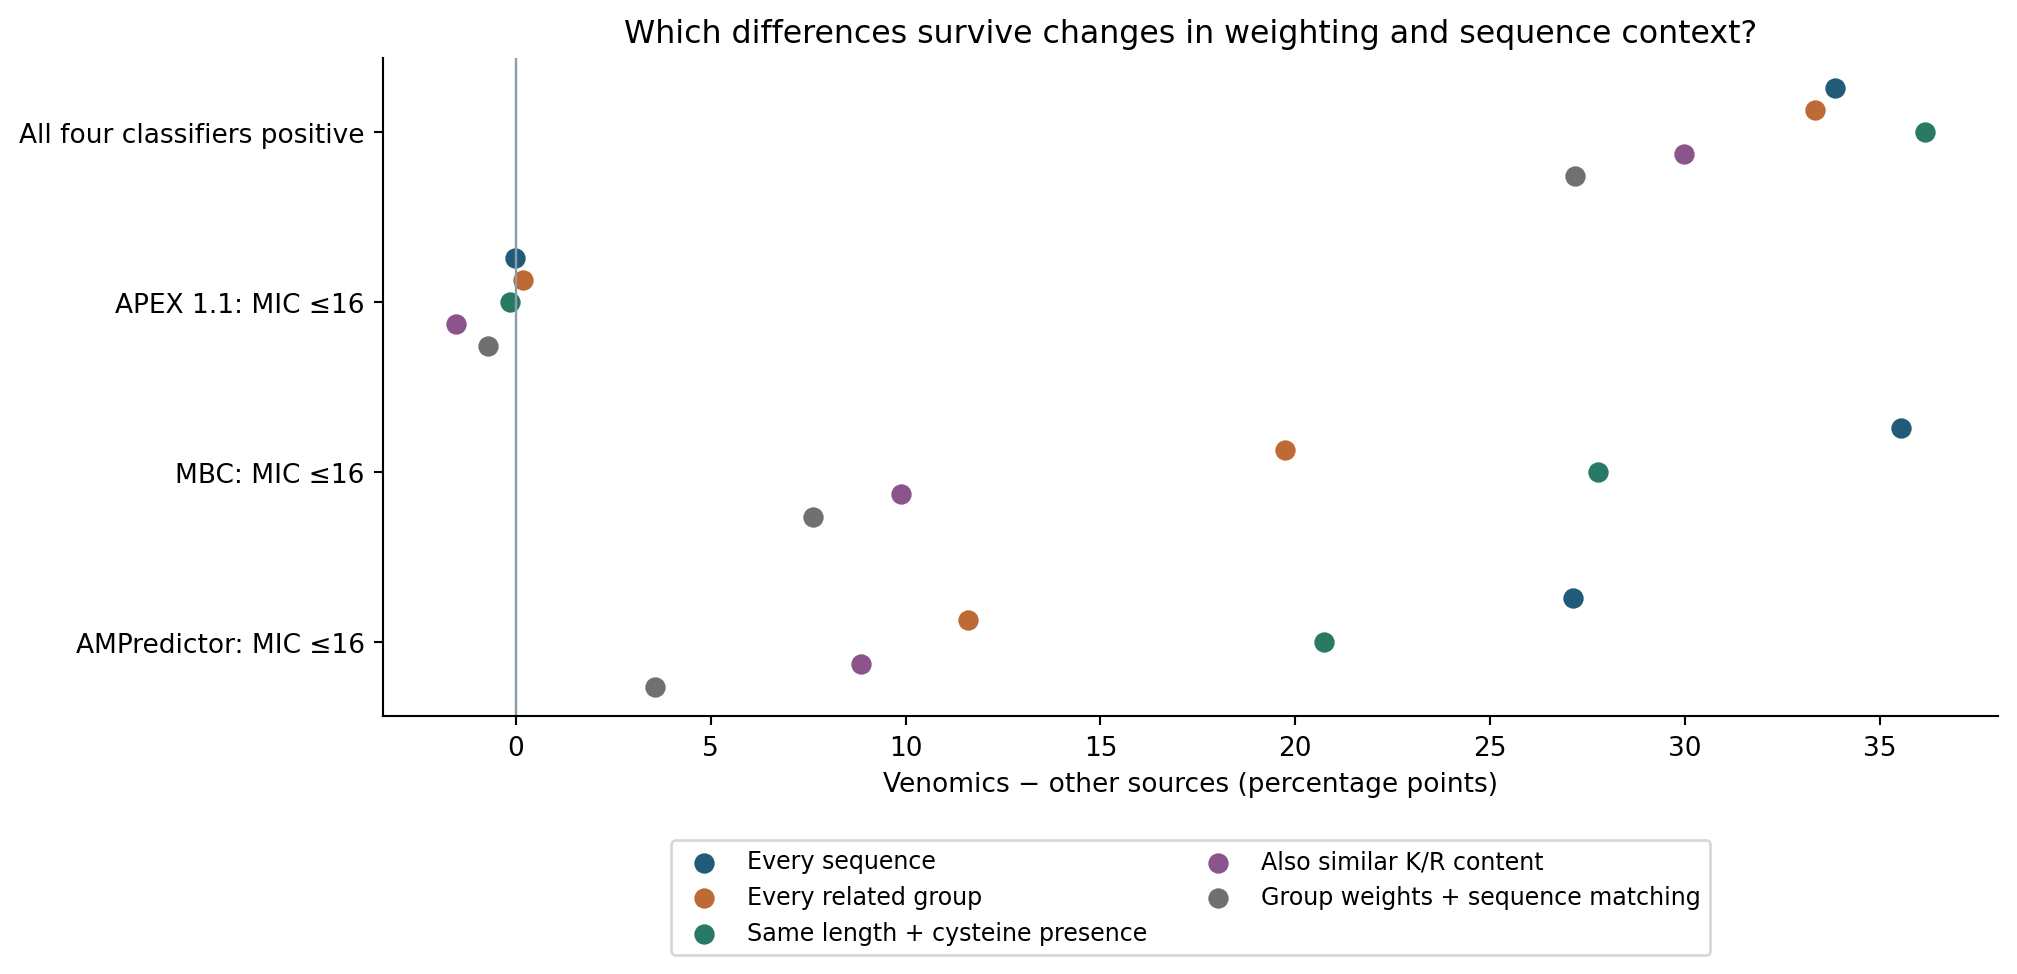 Which differences survive changes in weighting and sequence context?
All four classifiers positive
APEX 1.1: MIC ≤16
MBC: MIC ≤16
AMPredictor: MIC ≤16
0 5 10 15 20 25 30 35
Venomics − other sources (percentage points)
Every sequence
Every related group
Same length + cysteine presence
Also similar K/R content
Group weights + sequence matching